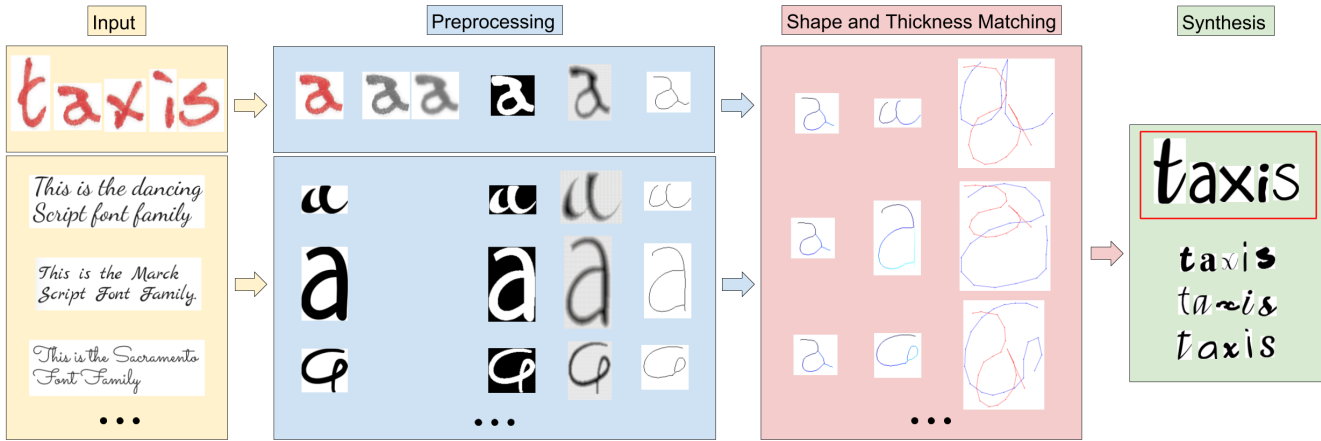 Input
Preprocessing
Shape and Thickness Matching
Synthesis
taxis
a a a a a a
This is the dancing
Script font family
a a a a
This is the Marck
Script Font Family.
a a a a
This is the Sacramento
Font Family
a a a a
a a
a a
a a
taxis
taxis
taxis
taxis